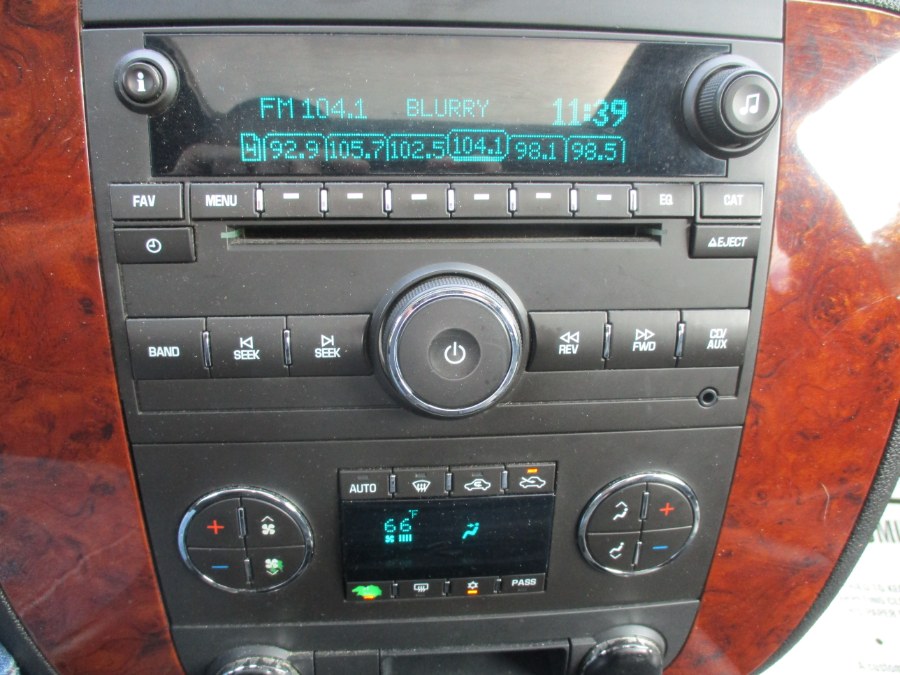 i
FM 104.1 BLURRY 11:39
4 92.9 105.7 102.5 104.1 98.1 98.5
FAV MENU EQ CAT
EJECT
BAND SEEK SEEK REV FWD CD/AUX
AUTO
66°F
PASS